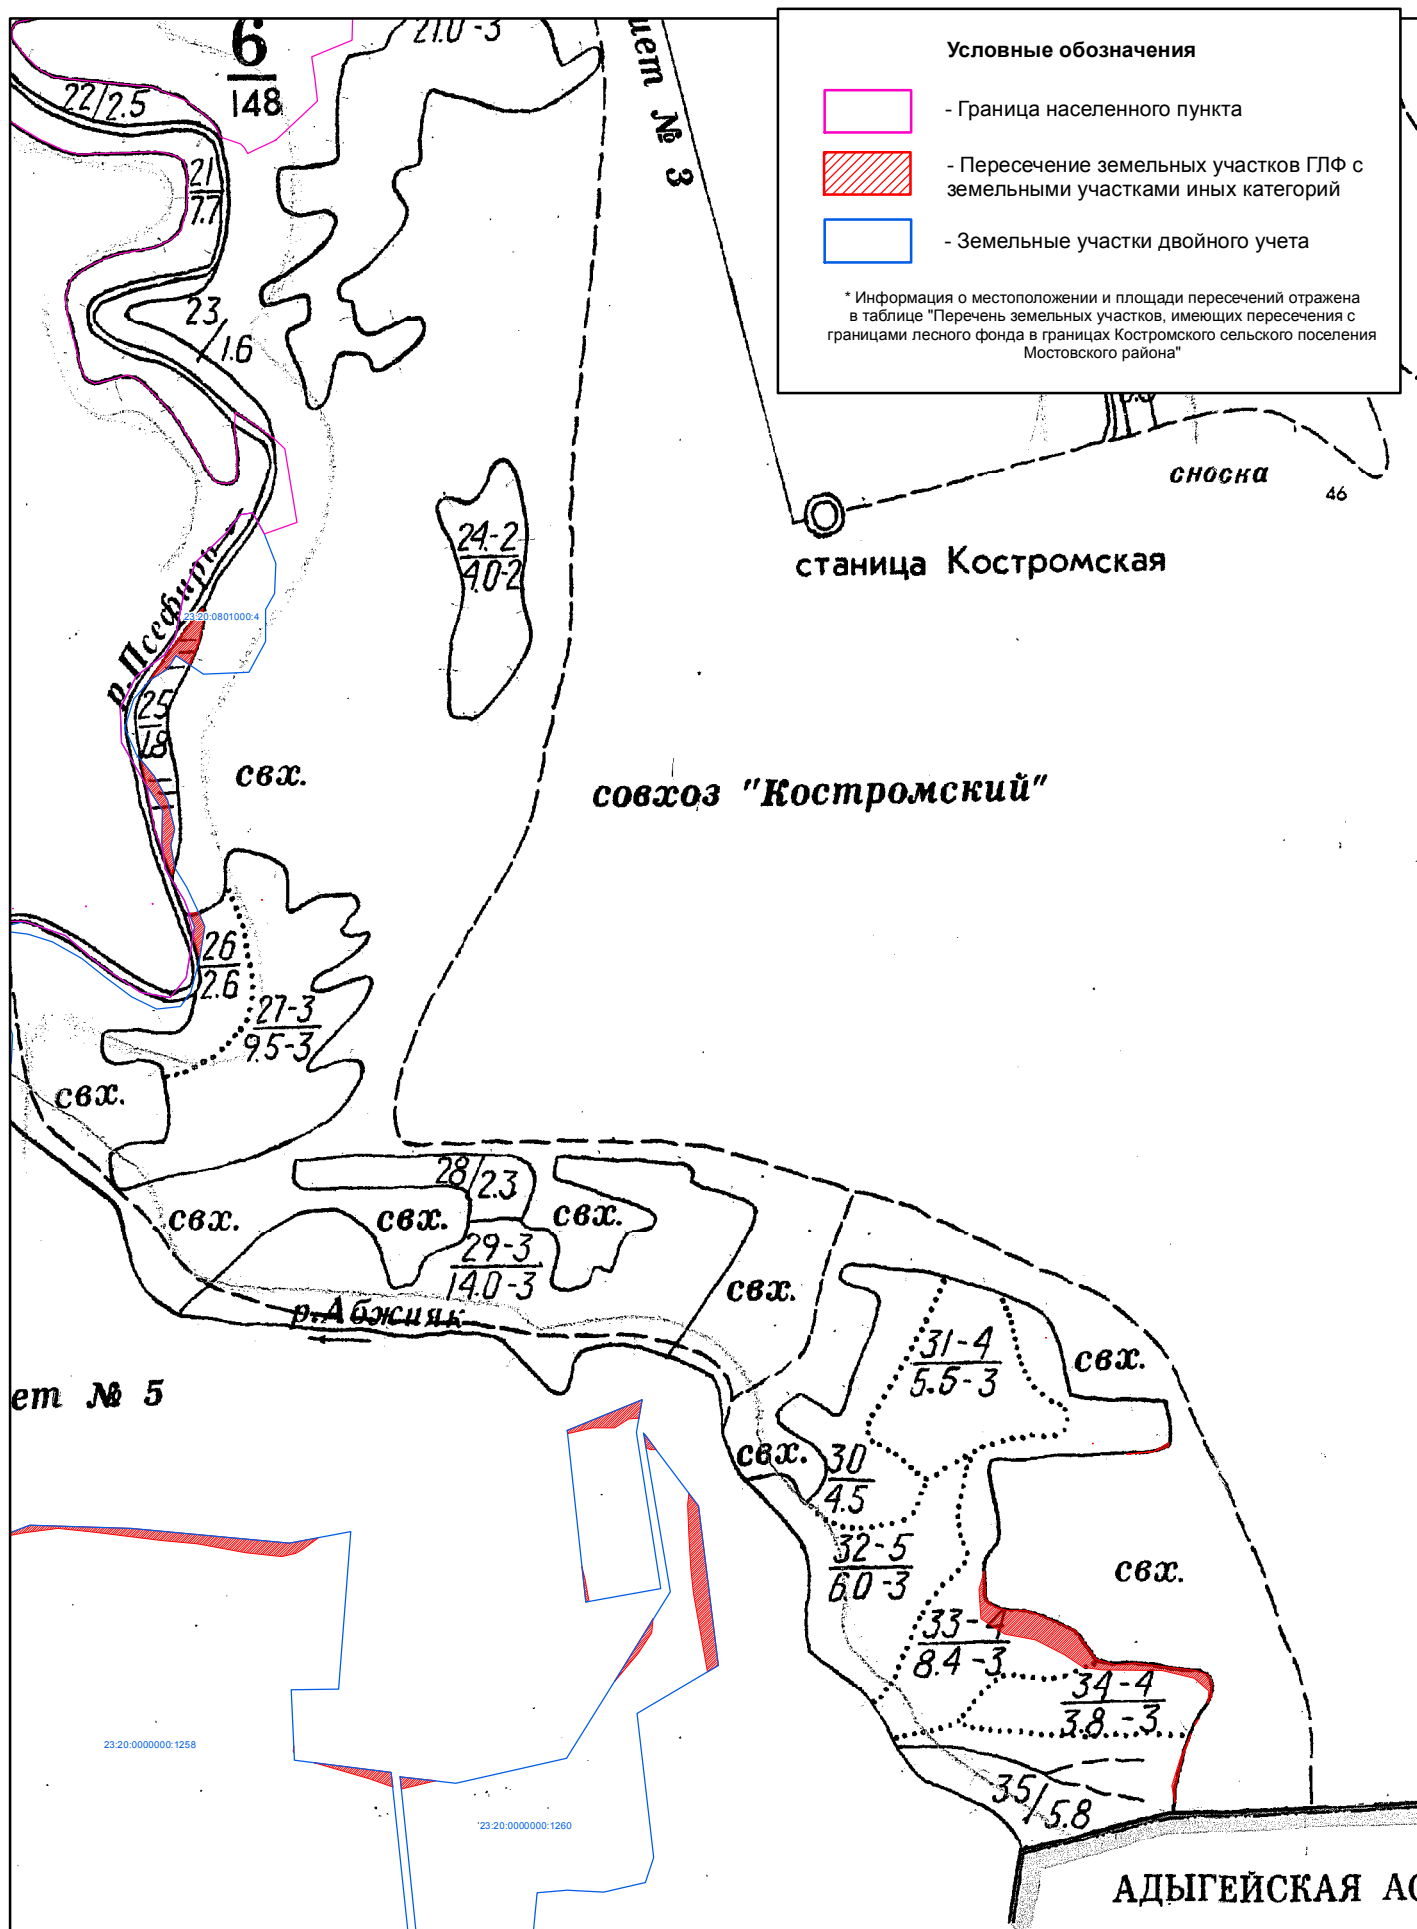 6
148
21.0-3
22/2.5
21
7.7
23/1.6
№ 3
Условные обозначения
- Граница населенного пункта
- Пересечение земельных участков ГЛФ с
земельными участками иных категорий
- Земельные участки двойного учета
* Информация о местоположении и площади пересечений отражена
в таблице "Перечень земельных участков, имеющих пересечения с
границами лесного фонда в границах Костромского сельского поселения
Мостовского района"
сноска
46
станица Костромская
24-2
4.0-2
р. Псефирь
23:20:0801000:4
25
1.8
свх.
совхоз "Костромский"
26
2.6
27-3
9.5-3
свх.
28/2.3
свх.
свх.
свх.
29-3
14.0-3
свх.
р. Абжияк
31-4
5.6-3
свх.
ет № 5
свх.
30
4.5
32-5
6.0-3
свх.
33-4
8.4-3
34-4
3.8-3
23:20:0000000:1258
35/5.8
'23:20:0000000:1260
АДЫГЕЙСКАЯ